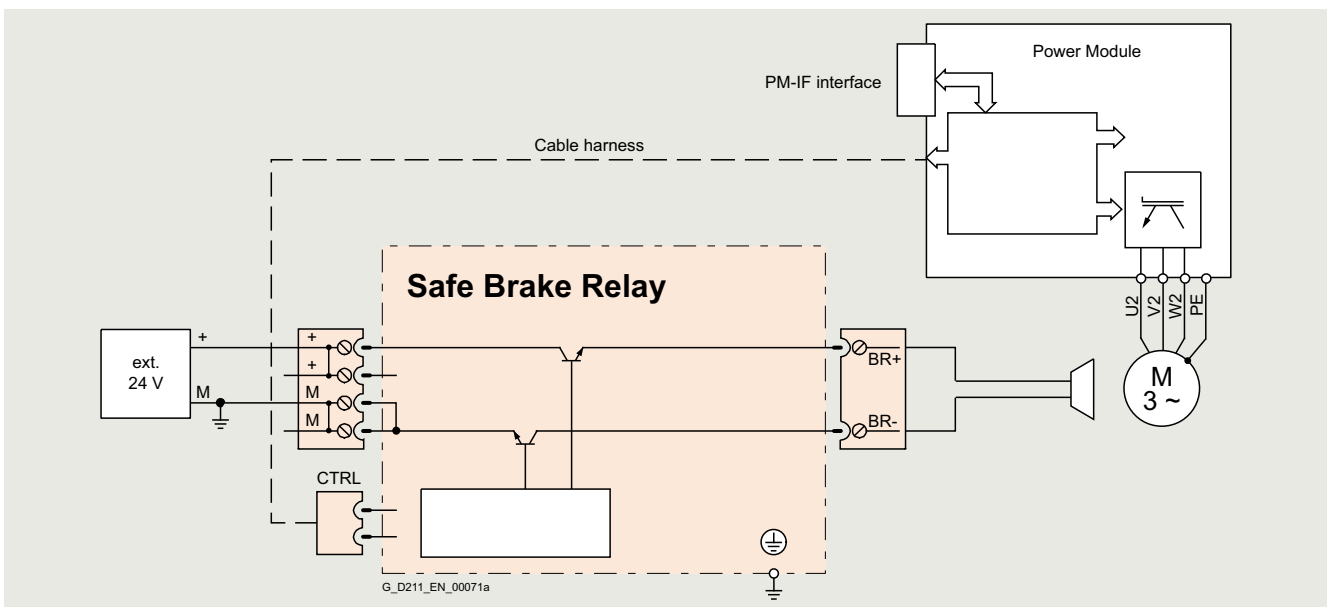 Power Module
PM-IF interface
Cable harness
Safe Brake Relay
U2
V2
W2
PE
ext.
24 V
+
M
+
+
M
M
BR+
BR-
M
3 ~
CTRL
G_D211_EN_00071a